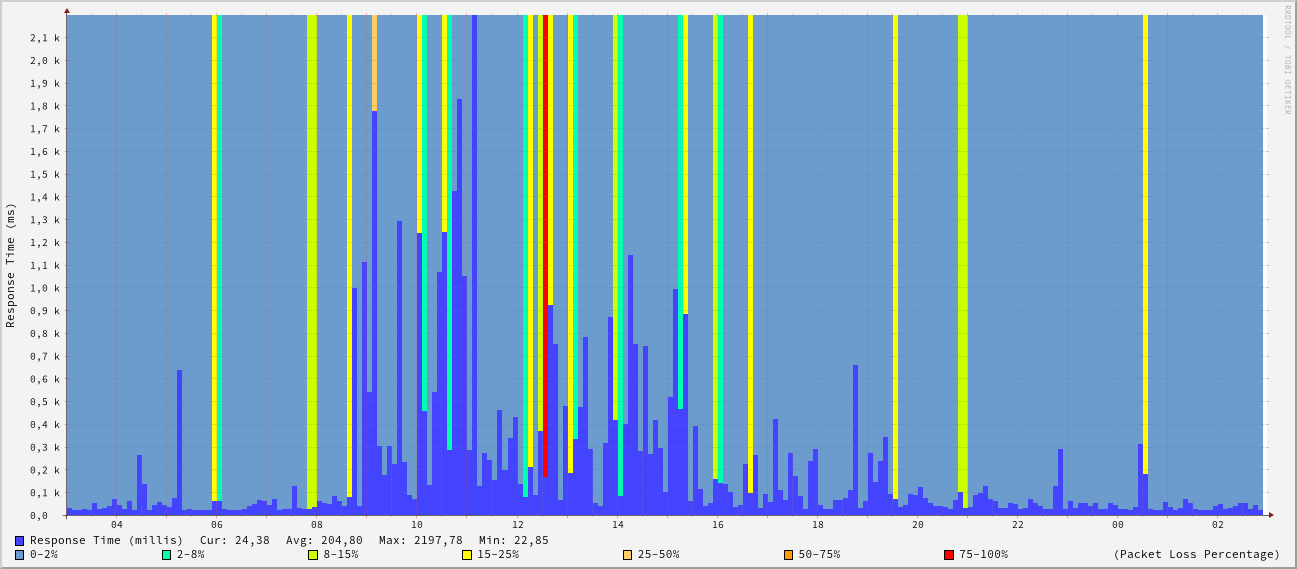 RRDTOOL / TOBI OETIKER
Response Time (ms)
2,1 k
2,0 k
1,9 k
1,8 k
1,7 k
1,6 k
1,5 k
1,4 k
1,3 k
1,2 k
1,1 k
1,0 k
0,9 k
0,8 k
0,7 k
0,6 k
0,5 k
0,4 k
0,3 k
0,2 k
0,1 k
0,0
04 06 08 10 12 14 16 18 20 22 00 02
Response Time (millis) Cur: 24,38 Avg: 204,80 Max: 2197,78 Min: 22,85
0-2% 2-8% 8-15% 15-25% 25-50% 50-75% 75-100% (Packet Loss Percentage)